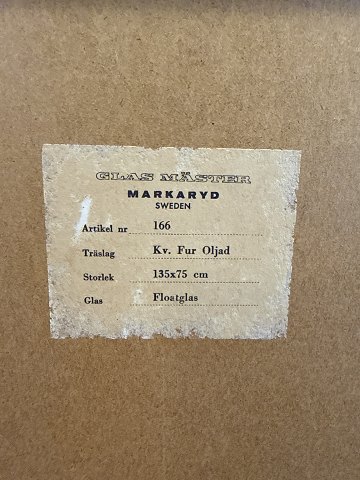 GLAS MÄSTER
MARKARYD
SWEDEN
Artikel nr 166
Träslag Kv. Fur Oljad
Storlek 135x75 cm
Glas Floatglas